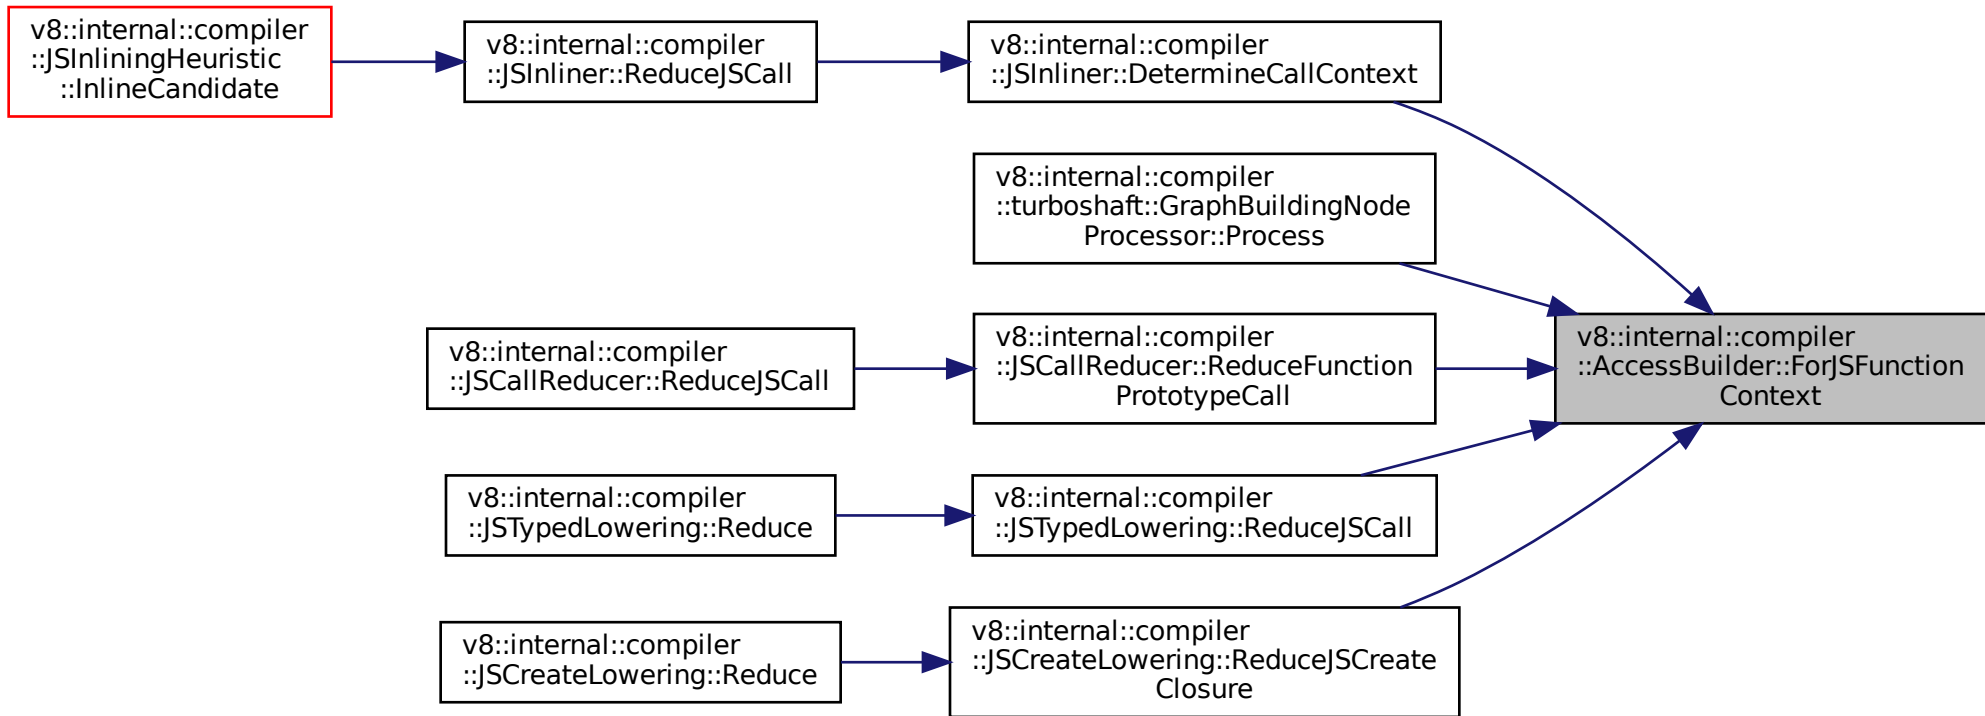 v8::internal::compiler
::JSInliningHeuristic
::InlineCandidate
v8::internal::compiler
::JSInliner::ReduceJSCall
v8::internal::compiler
::JSInliner::DetermineCallContext
v8::internal::compiler
::turboshaft::GraphBuildingNode
Processor::Process
v8::internal::compiler
::JSCallReducer::ReduceJSCall
v8::internal::compiler
::JSCallReducer::ReduceFunction
PrototypeCall
v8::internal::compiler
::AccessBuilder::ForJSFunction
Context
v8::internal::compiler
::JSTypedLowering::Reduce
v8::internal::compiler
::JSTypedLowering::ReduceJSCall
v8::internal::compiler
::JSCreateLowering::Reduce
v8::internal::compiler
::JSCreateLowering::ReduceJSCreate
Closure